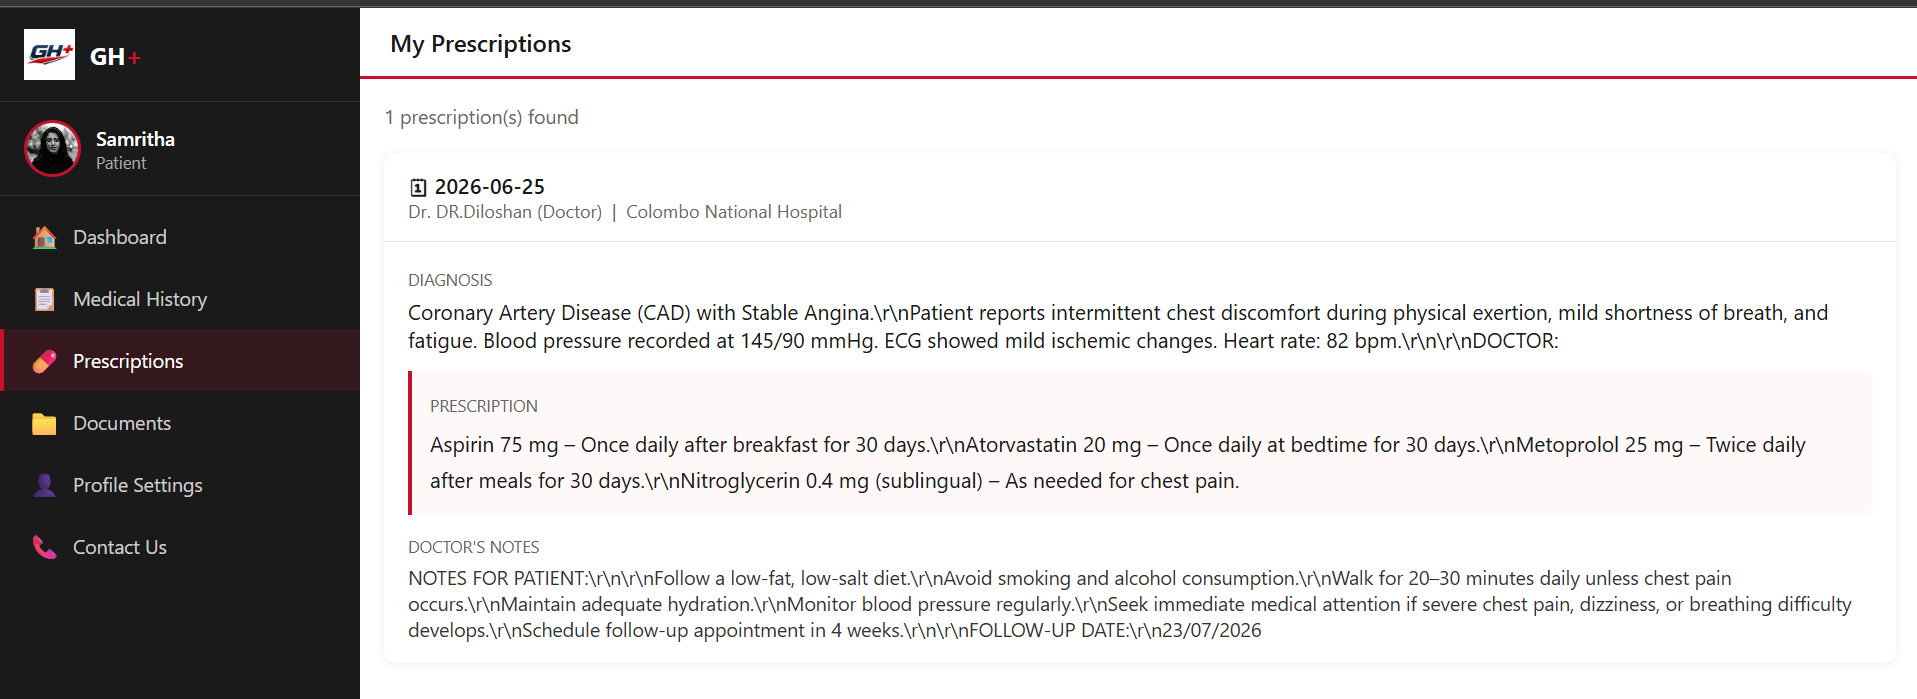 GH+
GH+
Samritha
Patient
Dashboard
Medical History
Prescriptions
Documents
Profile Settings
Contact Us
My Prescriptions
1 prescription(s) found
2026-06-25
Dr. DR.Diloshan (Doctor) | Colombo National Hospital
DIAGNOSIS
Coronary Artery Disease (CAD) with Stable Angina.\r\nPatient reports intermittent chest discomfort during physical exertion, mild shortness of breath, and
fatigue. Blood pressure recorded at 145/90 mmHg. ECG showed mild ischemic changes. Heart rate: 82 bpm.\r\n\r\nDOCTOR:
PRESCRIPTION
Aspirin 75 mg – Once daily after breakfast for 30 days.\r\nAtorvastatin 20 mg – Once daily at bedtime for 30 days.\r\nMetoprolol 25 mg – Twice daily
after meals for 30 days.\r\nNitroglycerin 0.4 mg (sublingual) – As needed for chest pain.
DOCTOR'S NOTES
NOTES FOR PATIENT:\r\n\r\nFollow a low-fat, low-salt diet.\r\nAvoid smoking and alcohol consumption.\r\nWalk for 20–30 minutes daily unless chest pain
occurs.\r\nMaintain adequate hydration.\r\nMonitor blood pressure regularly.\r\nSeek immediate medical attention if severe chest pain, dizziness, or breathing difficulty
develops.\r\nSchedule follow-up appointment in 4 weeks.\r\n\r\nFOLLOW-UP DATE:\r\n23/07/2026